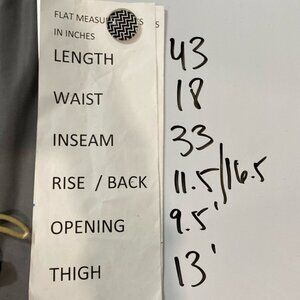 FLAT MEASU S
IN INCHES
LENGTH 43
WAIST 18
INSEAM 33
RISE / BACK 11.5/16.5
OPENING 9.5'
THIGH 13'